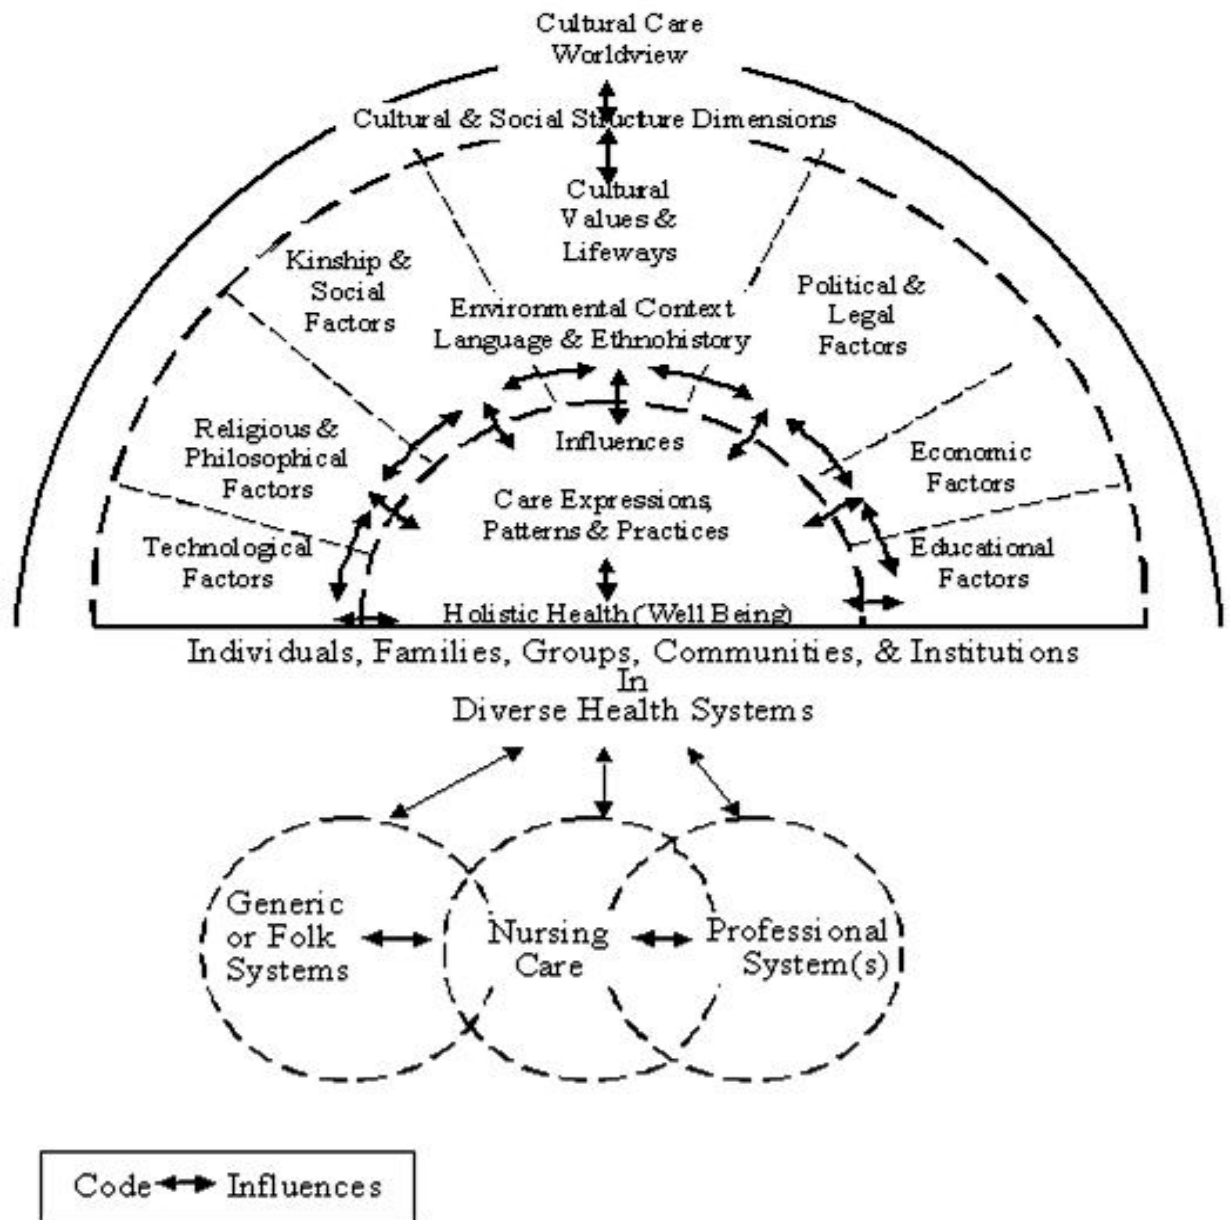 Cultural Care
Worldview
Cultural & Social Structure Dimensions
Cultural
Values &
Lifeways
Kinship &
Social
Factors
Political &
Legal
Factors
Environmental Context
Language & Ethnohistory
Religious &
Philosophical
Factors
Influences
Economic
Factors
Care Expressions,
Patterns & Practices
Technological
Factors
Educational
Factors
Holistic Health (Well Being)
Individuals, Families, Groups, Communities, & Institutions
In
Diverse Health Systems
Generic
or Folk
Systems
Nursing
Care
Professional
System(s)
Code Influences